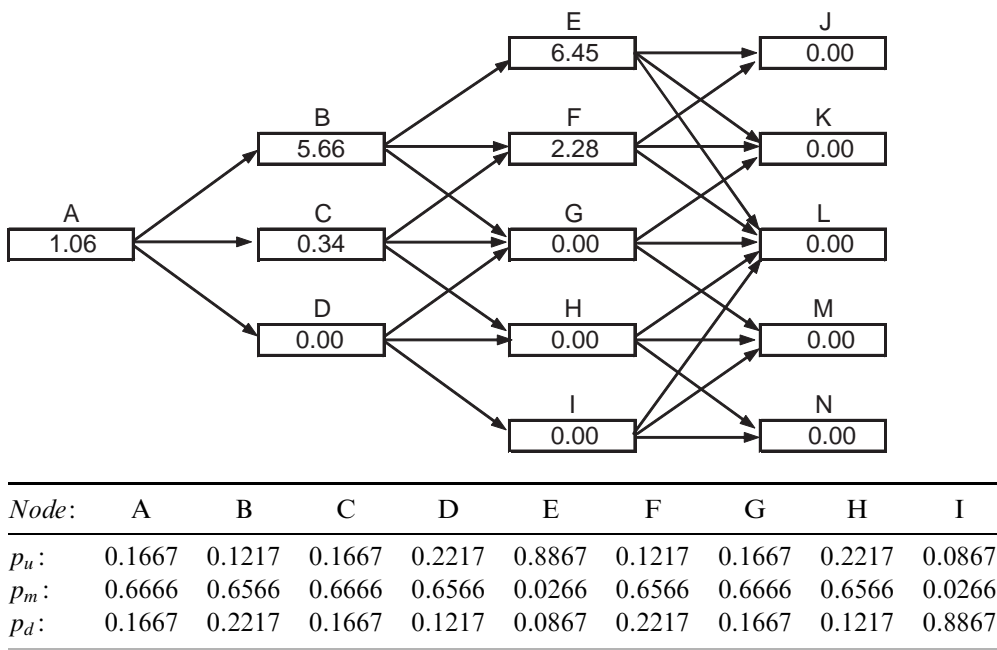 E J
6.45 0.00
B F K
5.66 2.28 0.00
A C G L
1.06 0.34 0.00 0.00
D H M
0.00 0.00 0.00
I N
0.00 0.00
Node: A B C D E F G H I
pu: 0.1667 0.1217 0.1667 0.2217 0.8867 0.1217 0.1667 0.2217 0.0867
pm: 0.6666 0.6566 0.6666 0.6566 0.0266 0.6566 0.6666 0.6566 0.0266
pd: 0.1667 0.2217 0.1667 0.1217 0.0867 0.2217 0.1667 0.1217 0.8867